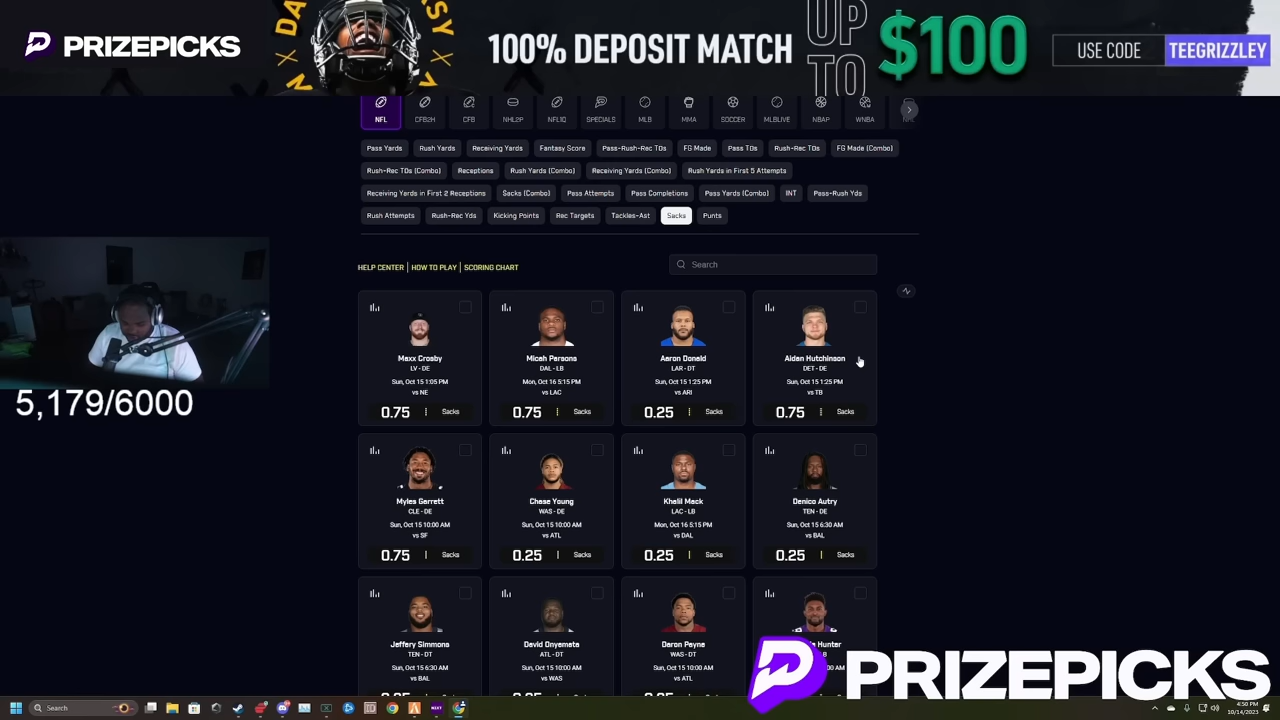 PRIZEPICKS
100% DEPOSIT MATCH
UP
TO
$100
USE CODE
TEEGRIZZLEY
NFL
CFB2H
CFB
NHL2P
NFL1Q
SPECIALS
MLB
MMA
SOCCER
MLBLIVE
NBAP
WNBA
Pass Yards
Rush Yards
Receiving Yards
Fantasy Score
Pass-Rush-Rec TDs
FG Made
Pass TDs
Rush-Rec TDs
FG Made (Combo)
Rush-Rec TDs (Combo)
Receptions
Rush Yards (Combo)
Receiving Yards (Combo)
Rush Yards in First 5 Attempts
Receiving Yards in First 2 Receptions
Sacks (Combo)
Pass Attempts
Pass Completions
Pass Yards (Combo)
INT
Pass-Rush Yds
Rush Attempts
Rush-Rec Yds
Kicking Points
Rec Targets
Tackles-Ast
Sacks
Punts
HELP CENTER | HOW TO PLAY | SCORING CHART
Search
5,179/6000
Maxx Crosby
LV - DE
Sun, Oct 15 1:05 PM
vs NE
0.75 Sacks
Micah Parsons
DAL - LB
Mon, Oct 16 5:15 PM
vs LAC
0.75 Sacks
Aaron Donald
LAR - DT
Sun, Oct 15 1:25 PM
vs ARI
0.25 Sacks
Aidan Hutchinson
DET - DE
Sun, Oct 15 1:25 PM
vs TB
0.75 Sacks
Myles Garrett
CLE - DE
Sun, Oct 15 10:00 AM
vs SF
0.75 Sacks
Chase Young
WAS - DE
Sun, Oct 15 10:00 AM
vs ATL
0.25 Sacks
Khalil Mack
LAC - LB
Mon, Oct 16 5:15 PM
vs DAL
0.25 Sacks
Denico Autry
TEN - DE
Sun, Oct 15 6:30 AM
vs BAL
0.25 Sacks
Jeffery Simmons
TEN - DT
Sun, Oct 15 6:30 AM
vs BAL
David Onyemata
ATL - DT
Sun, Oct 15 10:00 AM
vs WAS
Daron Payne
WAS - DT
Sun, Oct 15 10:00 AM
vs ATL
Hunter
PRIZEPICKS
Search
4:50 PM
10/14/2023